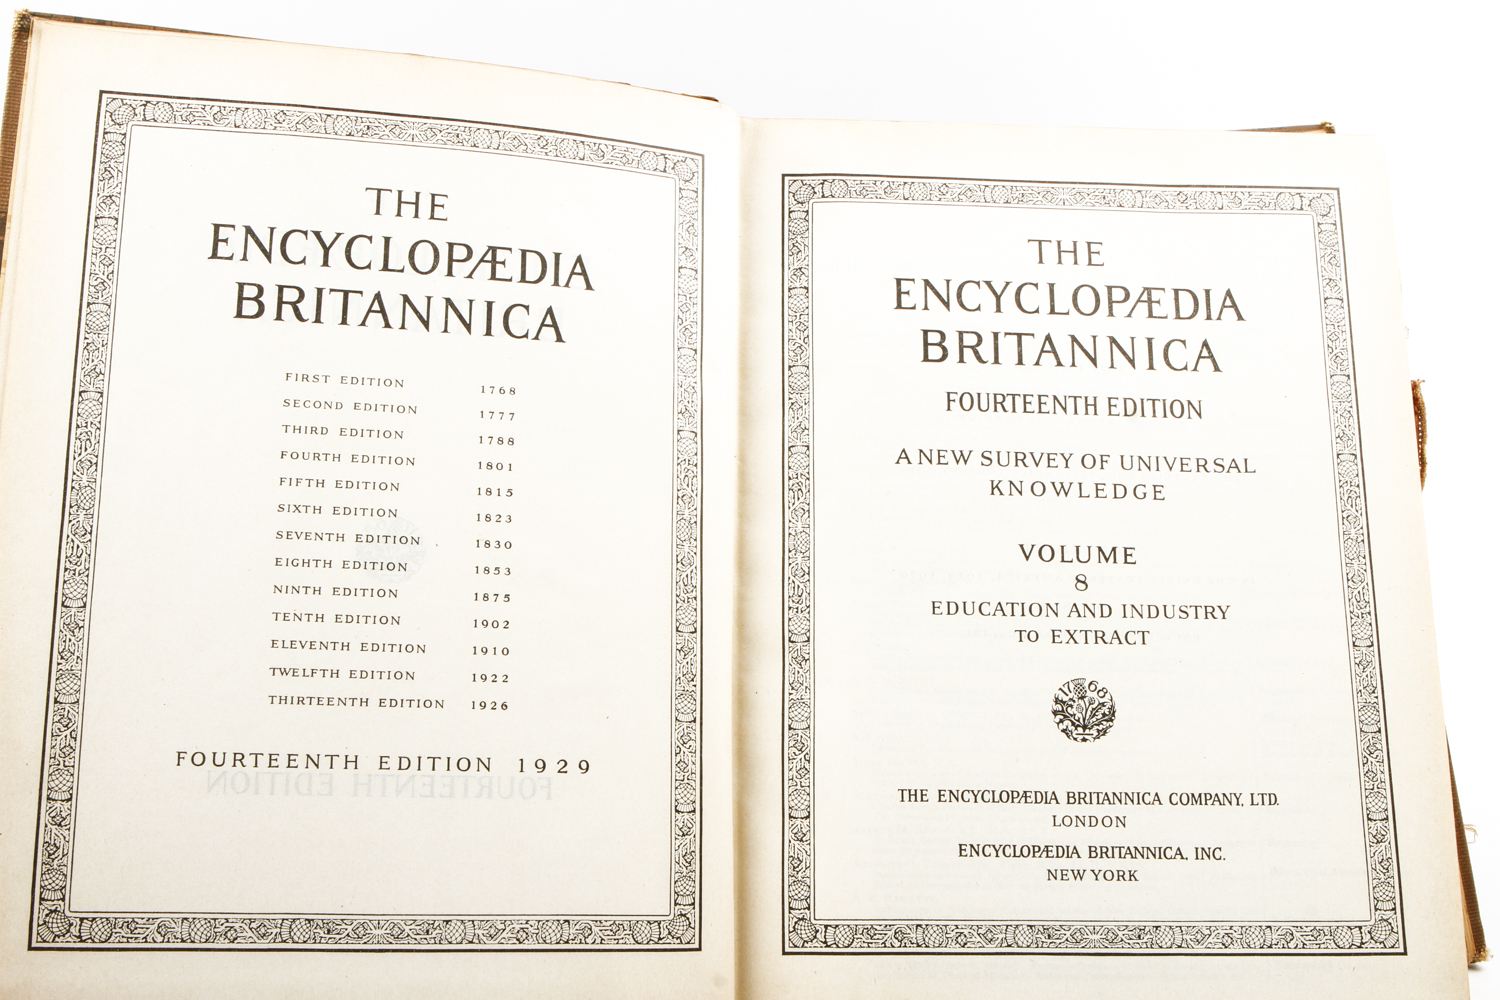 THE
ENCYCLOPÆDIA
BRITANNICA
FIRST EDITION 1768
SECOND EDITION 1777
THIRD EDITION 1788
FOURTH EDITION 1801
FIFTH EDITION 1815
SIXTH EDITION 1823
SEVENTH EDITION 1830
EIGHTH EDITION 1853
NINTH EDITION 1875
TENTH EDITION 1902
ELEVENTH EDITION 1910
TWELFTH EDITION 1922
THIRTEENTH EDITION 1926
FOURTEENTH EDITION 1929
THE
ENCYCLOPÆDIA
BRITANNICA
FOURTEENTH EDITION
A NEW SURVEY OF UNIVERSAL
KNOWLEDGE
VOLUME
8
EDUCATION AND INDUSTRY
TO EXTRACT
1768
THE ENCYCLOPÆDIA BRITANNICA COMPANY, LTD.
LONDON
ENCYCLOPÆDIA BRITANNICA, INC.
NEW YORK